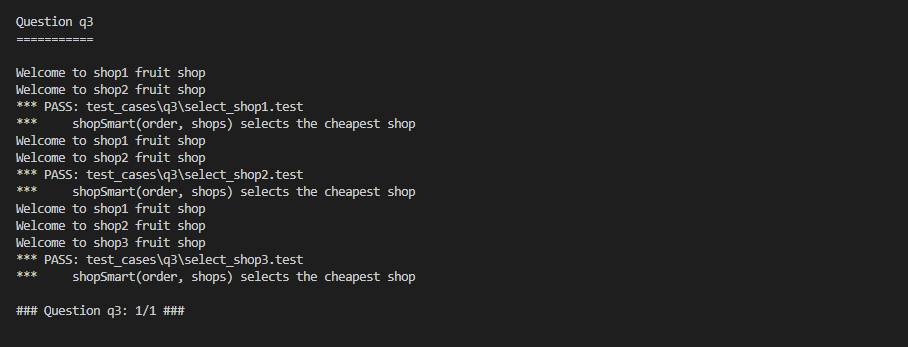 Question q3
===========
Welcome to shop1 fruit shop
Welcome to shop2 fruit shop
*** PASS: test_cases\q3\select_shop1.test
***     shopSmart(order, shops) selects the cheapest shop
Welcome to shop1 fruit shop
Welcome to shop2 fruit shop
*** PASS: test_cases\q3\select_shop2.test
***     shopSmart(order, shops) selects the cheapest shop
Welcome to shop1 fruit shop
Welcome to shop2 fruit shop
Welcome to shop3 fruit shop
*** PASS: test_cases\q3\select_shop3.test
***     shopSmart(order, shops) selects the cheapest shop
### Question q3: 1/1 ###